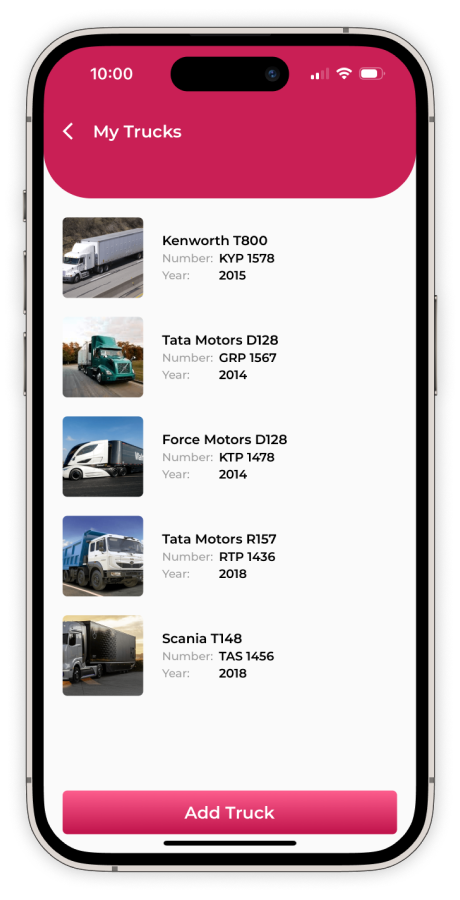 10:00
My Trucks
Kenworth T800
Number: KYP 1578
Year: 2015
Tata Motors D128
Number: GRP 1567
Year: 2014
Force Motors D128
Number: KTP 1478
Year: 2014
Tata Motors R157
Number: RTP 1436
Year: 2018
Scania T148
Number: TAS 1456
Year: 2018
Add Truck